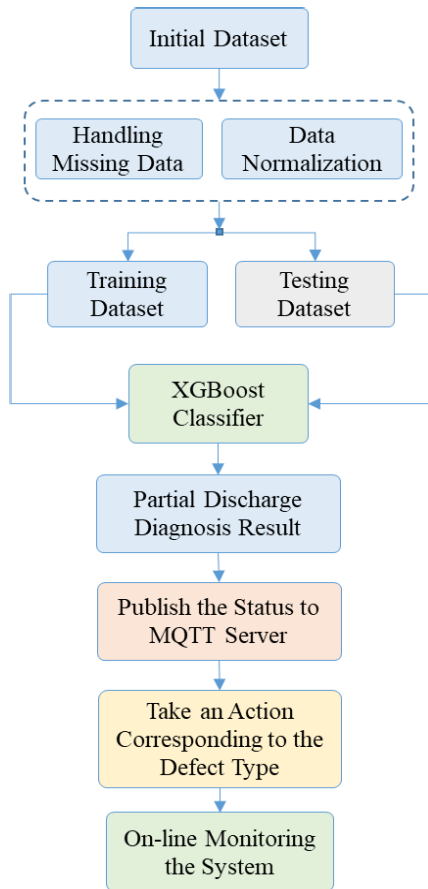 Initial Dataset
Handling
Missing Data
Data
Normalization
Training
Dataset
Testing
Dataset
XGBoost
Classifier
Partial Discharge
Diagnosis Result
Publish the Status to
MQTT Server
Take an Action
Corresponding to the
Defect Type
On-line Monitoring
the System